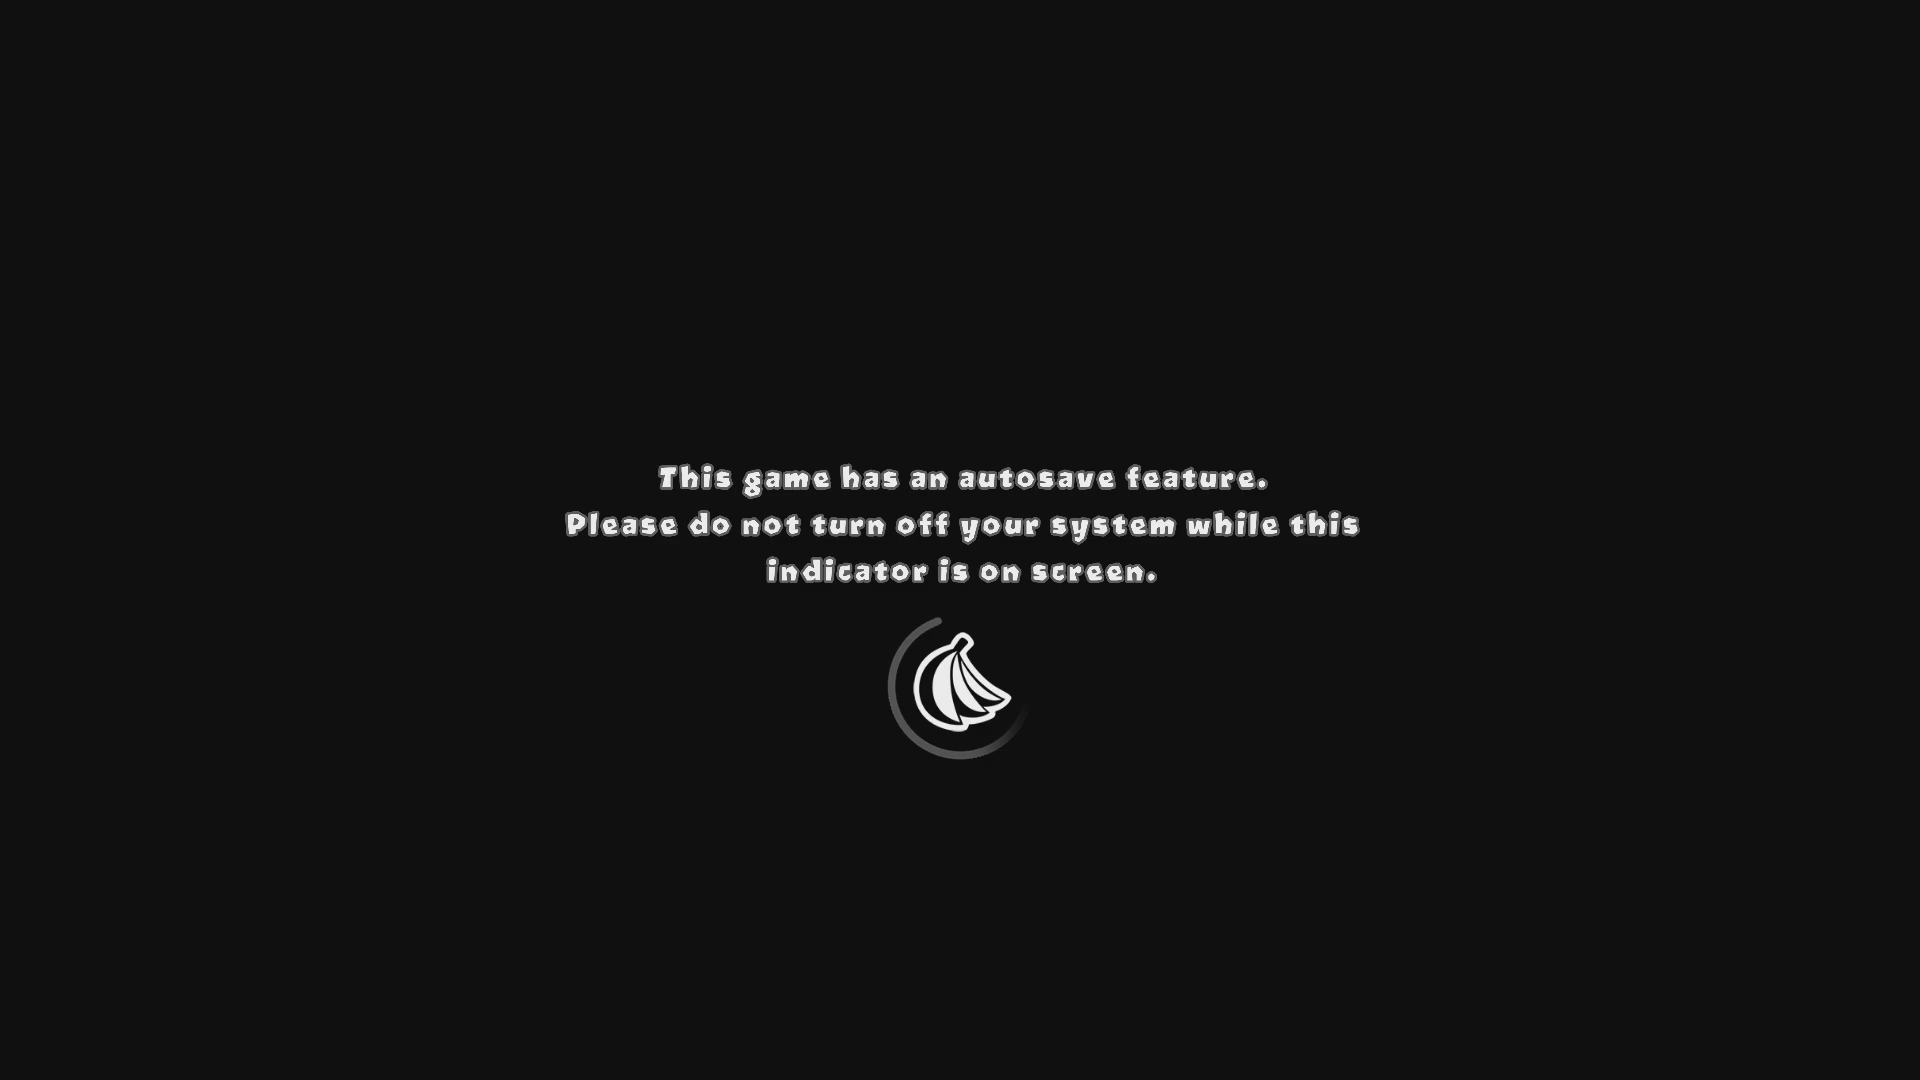 This game has an autosave feature.
Please do not turn off your system while this
indicator is on screen.